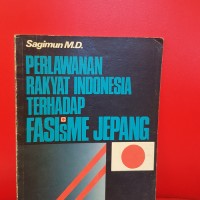 Sagimun M.D.
PERLAWANAN
RAKYAT INDONESIA
TERHADAP
FASISME JEPANG